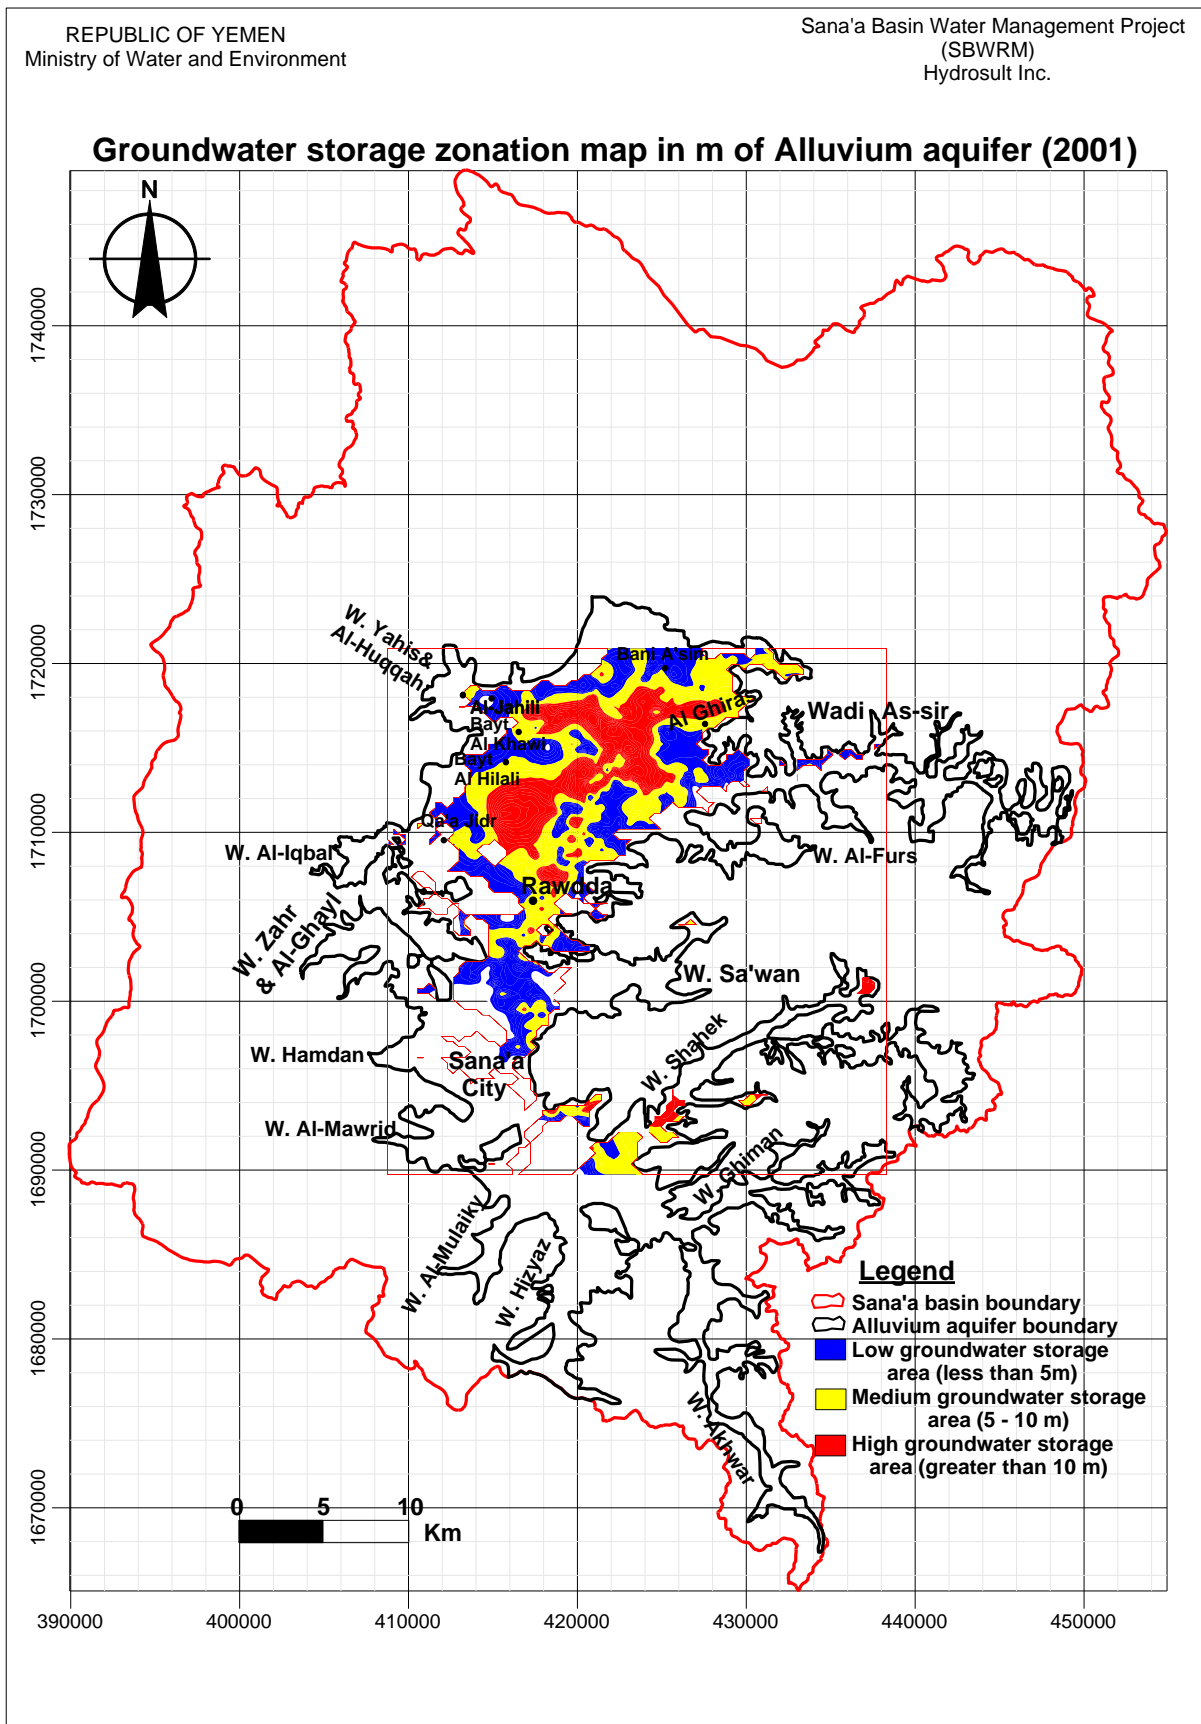 REPUBLIC OF YEMEN
Ministry of Water and Environment
Sana'a Basin Water Management Project
(SBWRM)
Hydrosult Inc.
Groundwater storage zonation map in m of Alluvium aquifer (2001)
N
1740000
1730000
1720000
1710000
1700000
1690000
1680000
1670000
W. Yahis&
Al-Huqqah
Bani A'sim
Al-Jahili
Bayt
Al Khawi
Bayt
Al Hilali
Al Ghiras
Wadi As-sir
Qa'a Jidr
W. Al-Iqbal
W. Al-Furs
Rawdda
W. Zahr
& Al-Ghayl
W. Sa'wan
W. Hamdan
Sana'a
City
W. Shahek
W. Al-Mawrid
W. Ghiman
W. Al-Mulaiky
W. Hizyaz
W. Akhwar
Legend
Sana'a basin boundary
Alluvium aquifer boundary
Low groundwater storage
area (less than 5m)
Medium groundwater storage
area (5 - 10 m)
High groundwater storage
area (greater than 10 m)
0 5 10
Km
390000 400000 410000 420000 430000 440000 450000